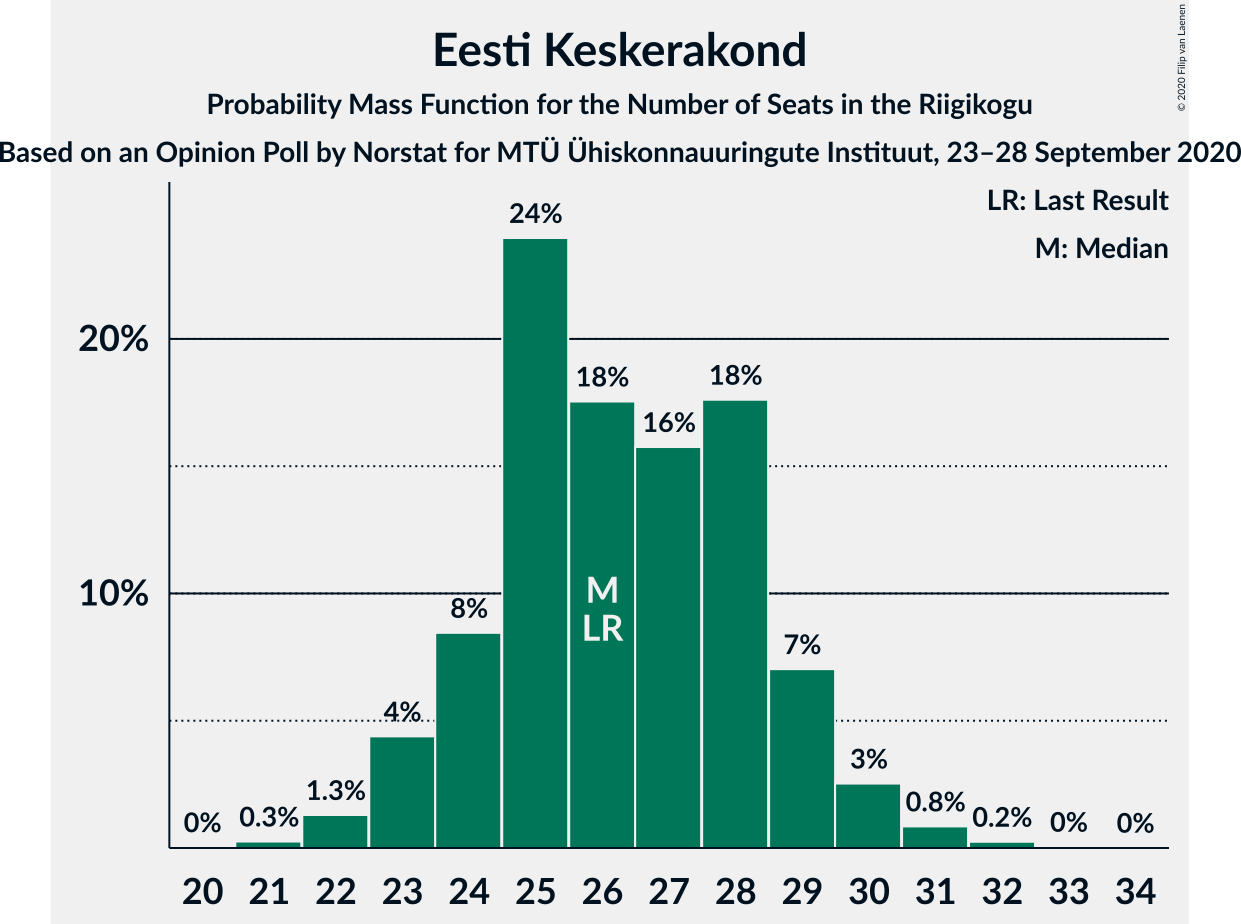 Eesti Keskerakond
Probability Mass Function for the Number of Seats in the Riigikogu
Based on an Opinion Poll by Norstat for MTÜ Ühiskonnauuringute Instituut, 23–28 September 2020
© 2020 Filip van Laenen
LR: Last Result
M: Median
24%
20%
18%
18%
16%
10%
M
LR
8%
7%
4%
3%
1.3%
0.8%
0% 0.3% 0.2% 0% 0%
20 21 22 23 24 25 26 27 28 29 30 31 32 33 34